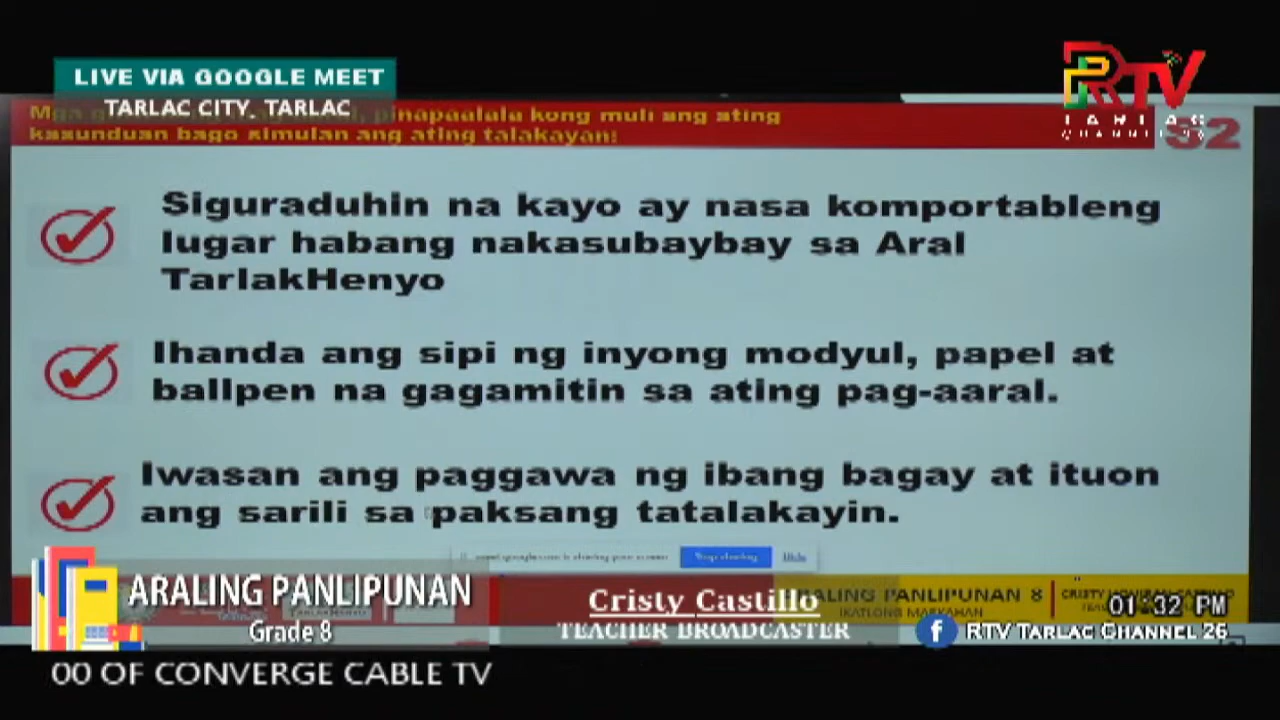 LIVE VIA GOOGLE MEET
TARLAC CITY, TARLAC
RTV
TARLAC
pinapaalala kong muli ang ating
kasunduan bago simulan ang ating talakayan:
S2
Siguraduhin na kayo ay nasa komportableng
lugar habang nakasubaybay sa Aral
TarlakHenyo
Ihanda ang sipi ng inyong modyul, papel at
ballpen na gagamitin sa ating pag-aaral.
Iwasan ang paggawa ng ibang bagay at ituon
ang sarili sa paksang tatalakayin.
Stop sharing
Hide
ARALING PANLIPUNAN
Grade 8
Cristy Castillo
TEACHER BROADCASTER
ARALING PANLIPUNAN 8
IKATLONG MARKAHAN
01:32 PM
RTV TARLAC CHANNEL 26
00 OF CONVERGE CABLE TV